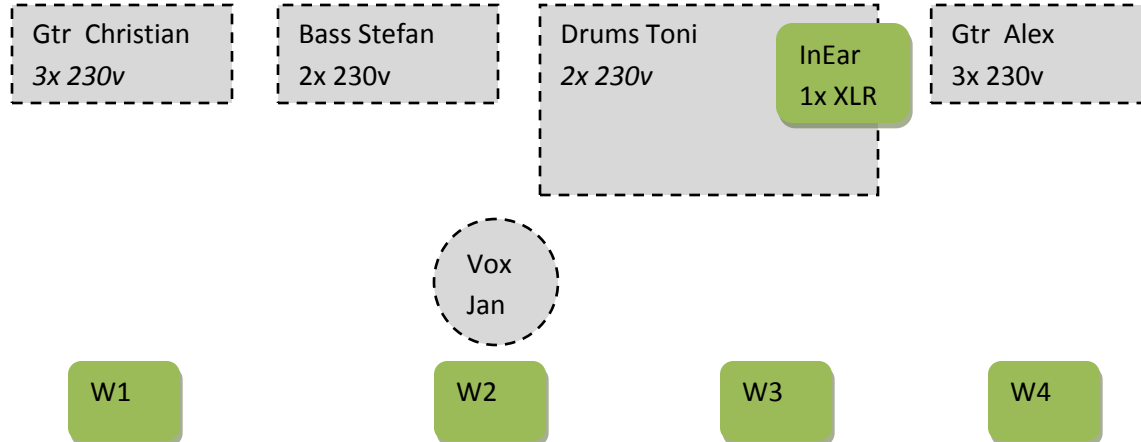 Gtr Christian
3x 230v
Bass Stefan
2x 230v
Drums Toni
2x 230v
InEar
1x XLR
Gtr Alex
3x 230v
Vox
Jan
W1
W2
W3
W4